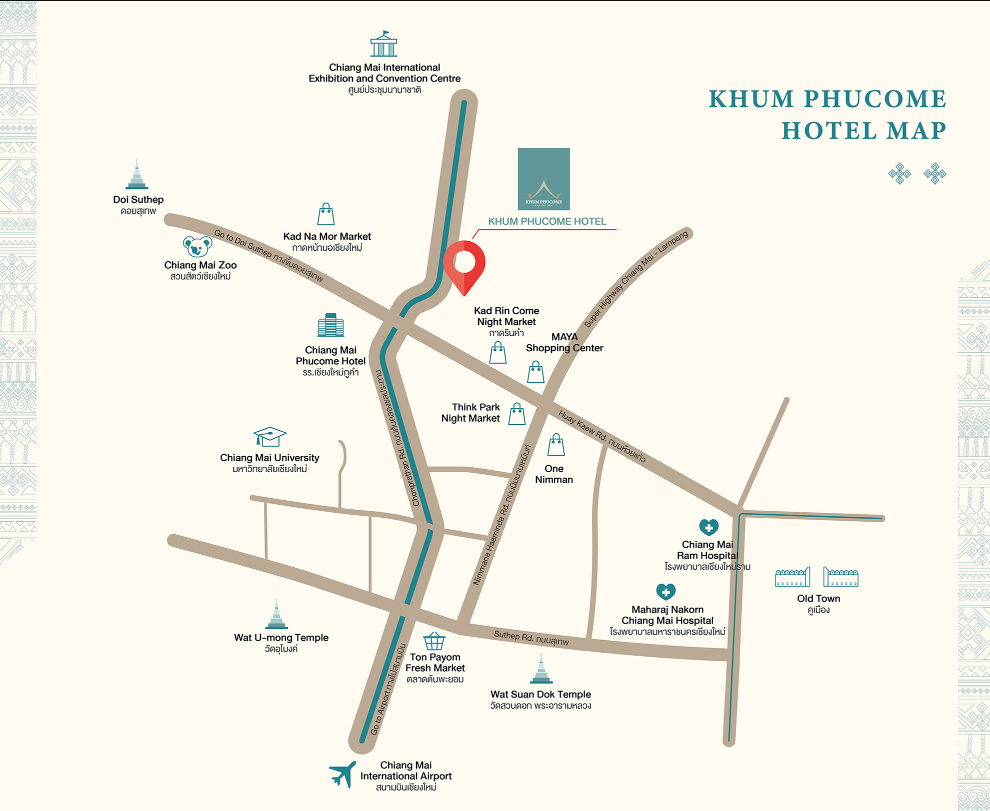 Chiang Mai International
Exhibition and Convention Centre
ศูนย์ประชุมนานาชาติ
KHUM PHUCOME
HOTEL MAP
KHUM PHUCOME
KHUM PHUCOME HOTEL
Doi Suthep
ดอยสุเทพ
Go to Doi Suthep ทางขึ้นดอยสุเทพ
Kad Na Mor Market
กาดหน้ามอเชียงใหม่
Chiang Mai Zoo
สวนสัตว์เชียงใหม่
Super Highway Chiang Mai - Lampang
Kad Rin Come
Night Market
กาดรินคำ
MAYA
Shopping Center
Chiang Mai
Phucome Hotel
รร.เชียงใหม่ภูคำ
Think Park
Night Market
Huay Kaew Rd. ถนนห้วยแก้ว
One
Nimman
Chonprathan Rd. ถนนคันคลองชลประทาน
Nimmana Haeminda Rd. ถนนนิมมานเหมินท์
Chiang Mai University
มหาวิทยาลัยเชียงใหม่
Chiang Mai
Ram Hospital
โรงพยาบาลเชียงใหม่ราม
Old Town
คูเมือง
Maharaj Nakorn
Chiang Mai Hospital
โรงพยาบาลมหาราชนครเชียงใหม่
Wat U-mong Temple
วัดอุโมงค์
Suthep Rd. ถนนสุเทพ
Ton Payom
Fresh Market
ตลาดต้นพะยอม
Go to Airport ทางไปสนามบิน
Wat Suan Dok Temple
วัดสวนดอก พระอารามหลวง
Chiang Mai
International Airport
สนามบินเชียงใหม่